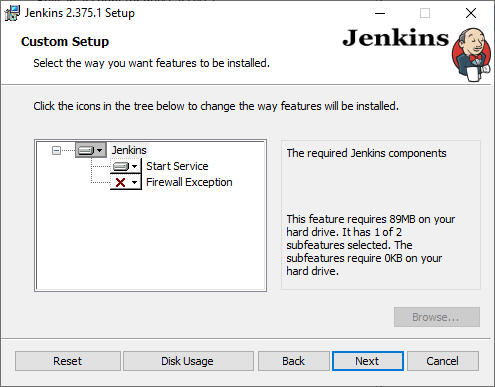 Jenkins 2.375.1 Setup
Custom Setup
Select the way you want features to be installed.
Jenkins
Click the icons in the tree below to change the way features will be installed.
Jenkins
Start Service
Firewall Exception
The required Jenkins components
This feature requires 89MB on your
hard drive. It has 1 of 2
subfeatures selected. The
subfeatures require 0KB on your
hard drive.
Browse...
Reset
Disk Usage
Back
Next
Cancel